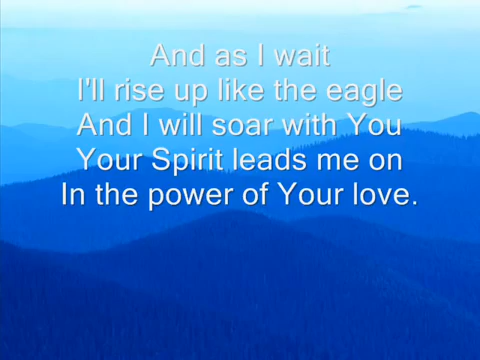 And as I wait
I'll rise up like the eagle
And I will soar with You
Your Spirit leads me on
In the power of Your love.